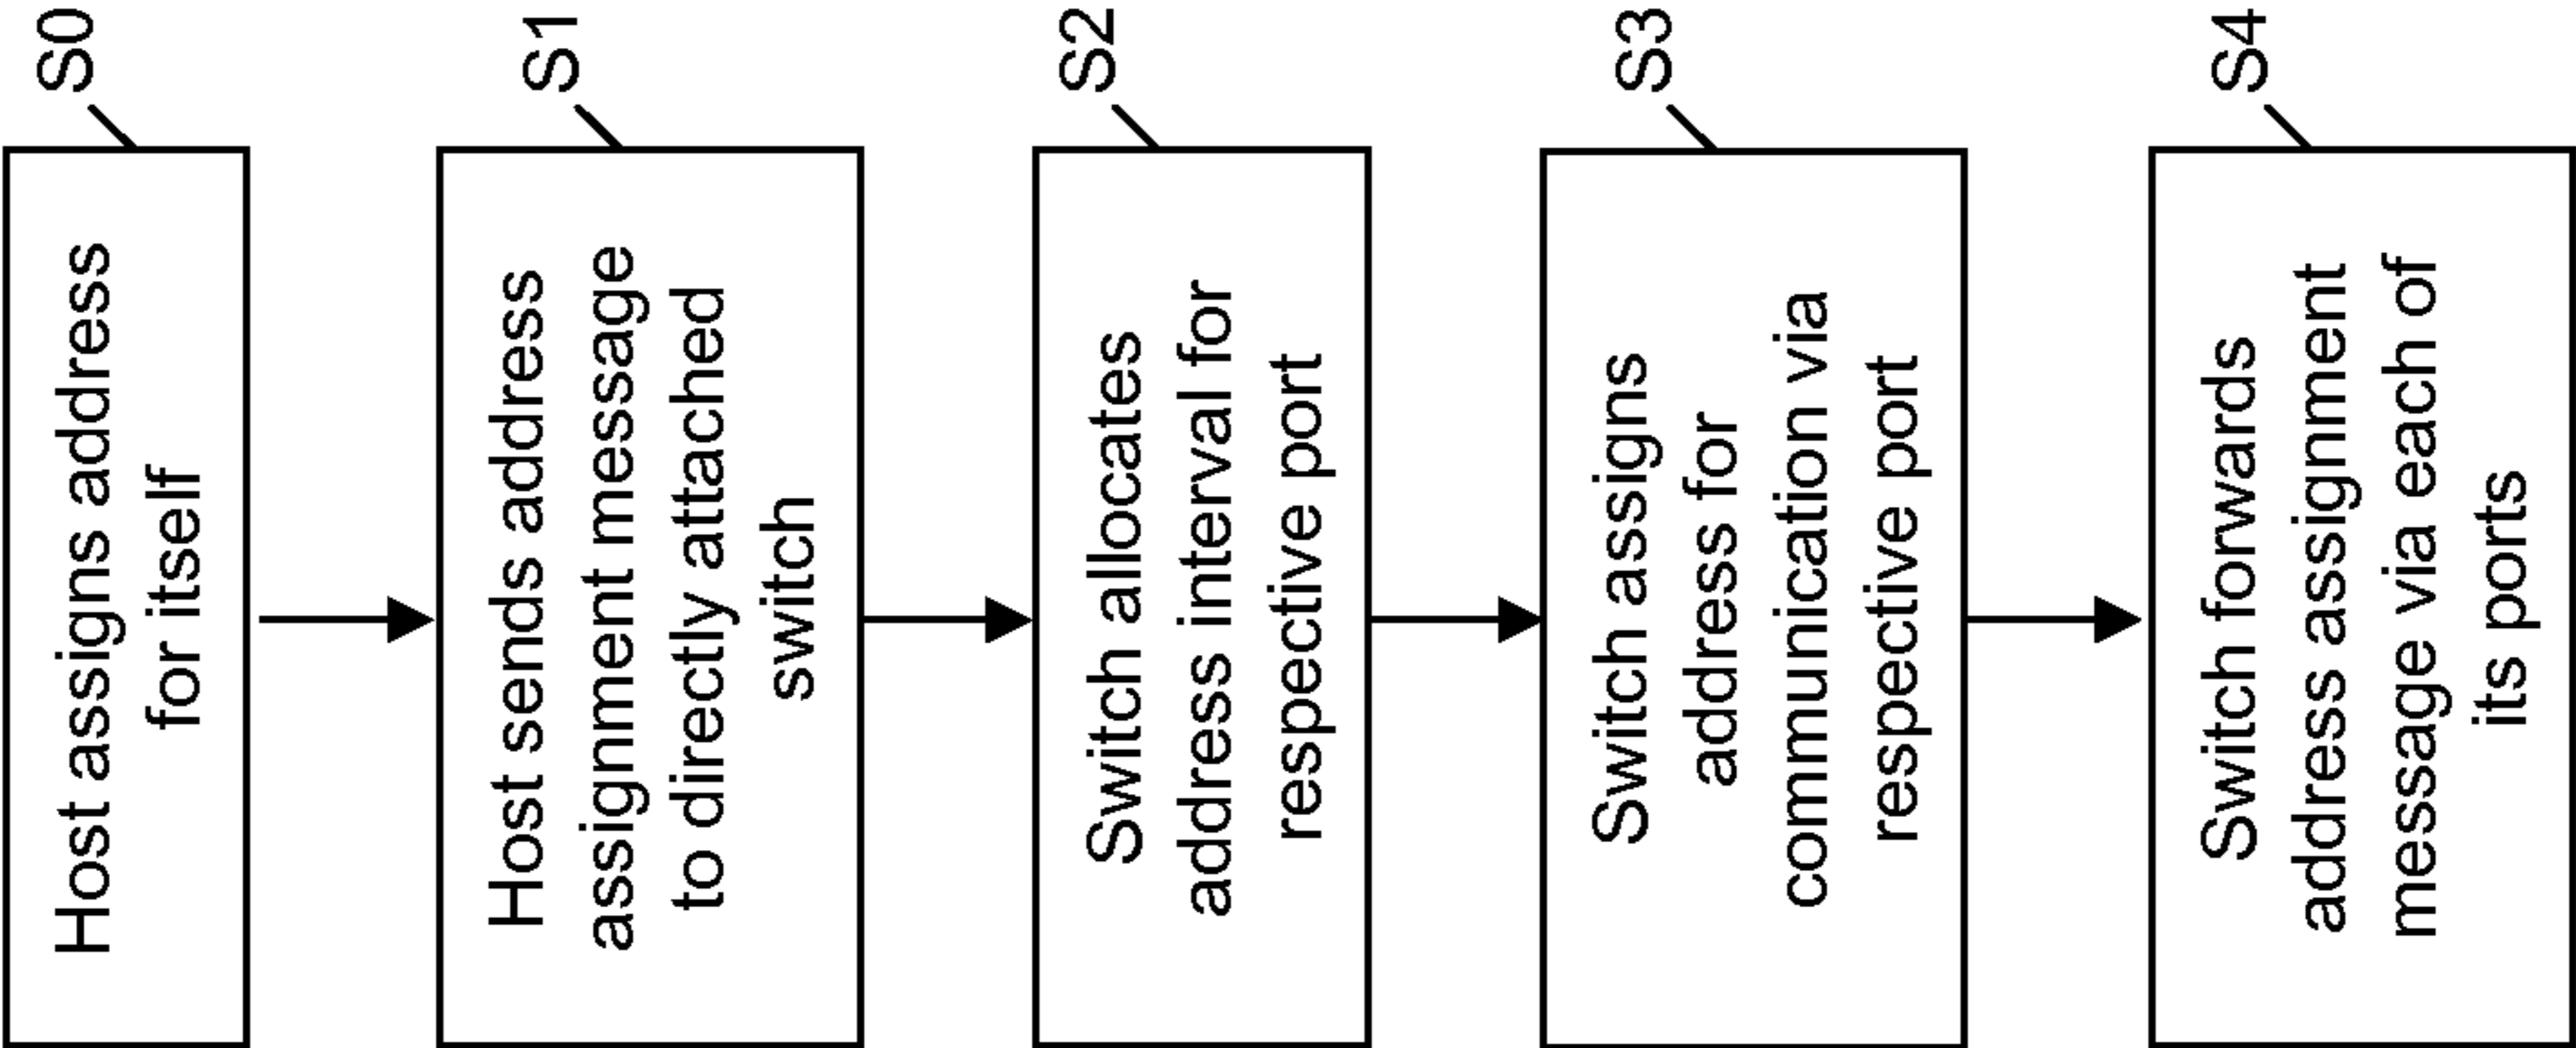 S0
Host assigns address
for itself
S1
Host sends address
assignment message
to directly attached
switch
S2
Switch allocates
address interval for
respective port
S3
Switch assigns
address for
communication via
respective port
S4
Switch forwards
address assignment
message via each of
its ports